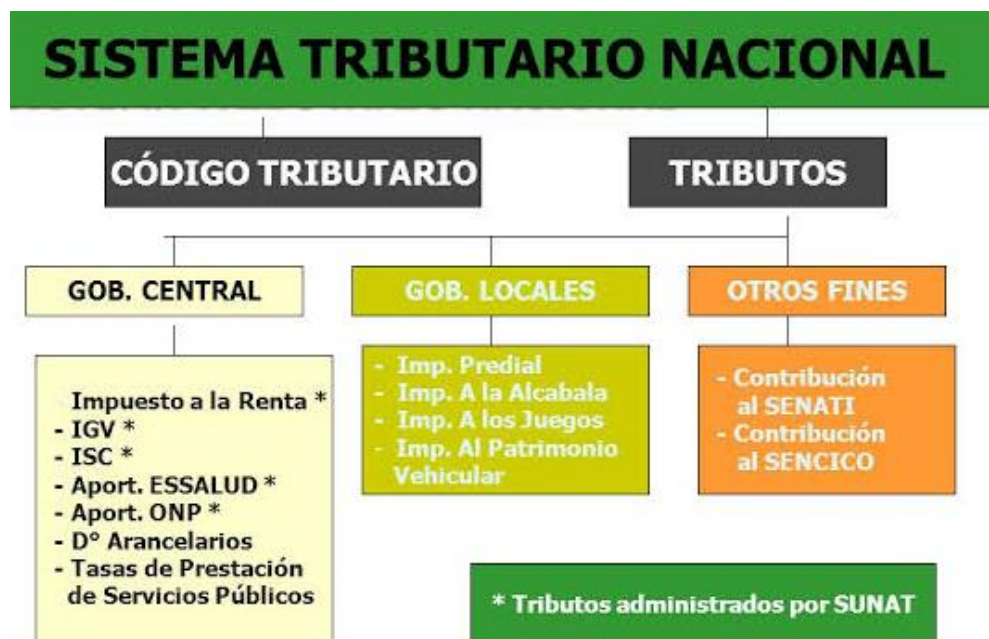 SISTEMA TRIBUTARIO NACIONAL
CÓDIGO TRIBUTARIO
TRIBUTOS
GOB. CENTRAL
Impuesto a la Renta *
- IGV *
- ISC *
- Aport. ESSALUD *
- Aport. ONP *
- D° Arancelarios
- Tasas de Prestación
de Servicios Públicos
GOB. LOCALES
- Imp. Predial
- Imp. A la Alcabala
- Imp. A los Juegos
- Imp. Al Patrimonio
Vehicular
OTROS FINES
- Contribución
al SENATI
- Contribución
al SENCICO
* Tributos administrados por SUNAT